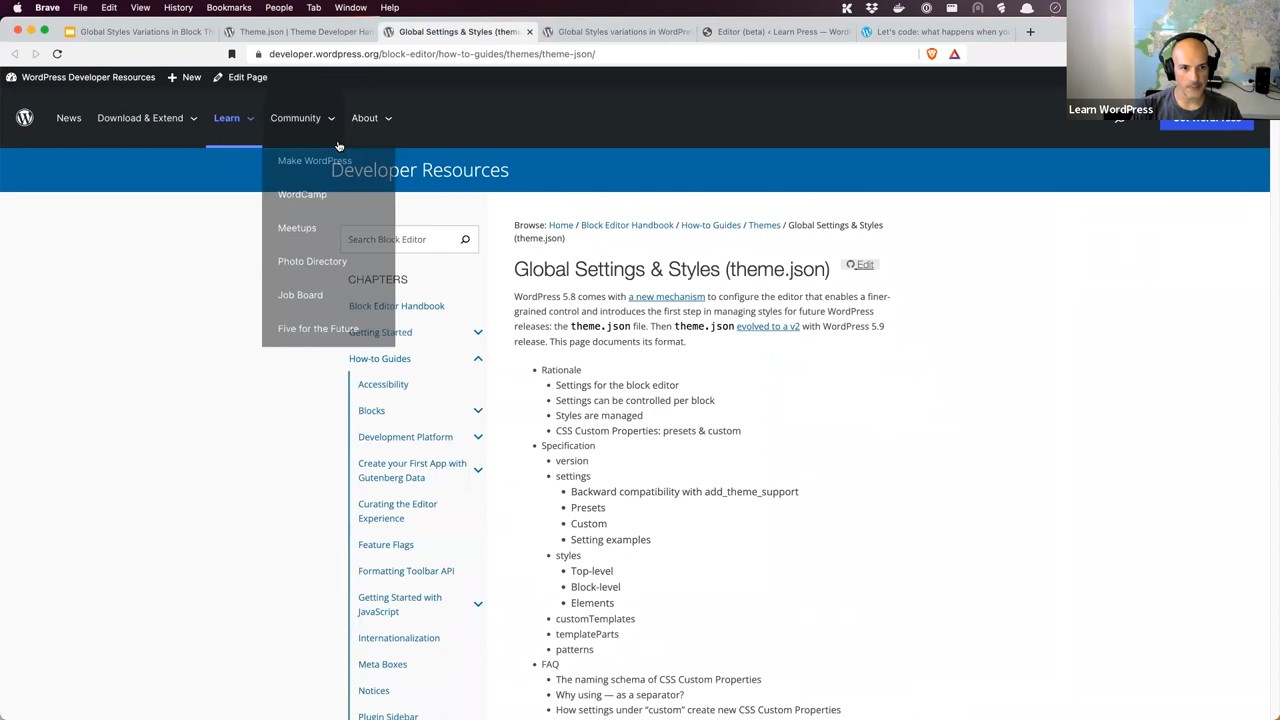 View
History
Bookmarks
People
Tab
Window
Help
Global Styles Variations in Block Th
Theme.json | Theme Developer Han
Global Settings & Styles (theme.
Global Styles variations in WordPre
Editor (beta) ‹ Learn Press — Word
Let's code: what happens when you
developer.wordpress.org/block-editor/how-to-guides/themes/theme-json/
WordPress Developer Resources
New
Edit Page
Learn WordPress
News
Download & Extend
Learn
Community
About
Make WordPress
WordCamp
Meetups
Photo Directory
Job Board
Five for the Future
Developer Resources
Search Block Editor
CHAPTERS
Block Editor Handbook
Getting Started
How-to Guides
Accessibility
Blocks
Development Platform
Create your First App with
Gutenberg Data
Curating the Editor
Experience
Feature Flags
Formatting Toolbar API
Getting Started with
JavaScript
Internationalization
Meta Boxes
Notices
Plugin Sidebar
Browse: Home / Block Editor Handbook / How-to Guides / Themes / Global Settings & Styles
(theme.json)
Global Settings & Styles (theme.json)
Edit
WordPress 5.8 comes with a new mechanism to configure the editor that enables a finer-
grained control and introduces the first step in managing styles for future WordPress
releases: the theme.json file. Then theme.json evolved to a v2 with WordPress 5.9
release. This page documents its format.
Rationale
Settings for the block editor
Settings can be controlled per block
Styles are managed
CSS Custom Properties: presets & custom
Specification
version
settings
Backward compatibility with add_theme_support
Presets
Custom
Setting examples
styles
Top-level
Block-level
Elements
customTemplates
templateParts
patterns
FAQ
The naming schema of CSS Custom Properties
Why using — as a separator?
How settings under “custom” create new CSS Custom Properties